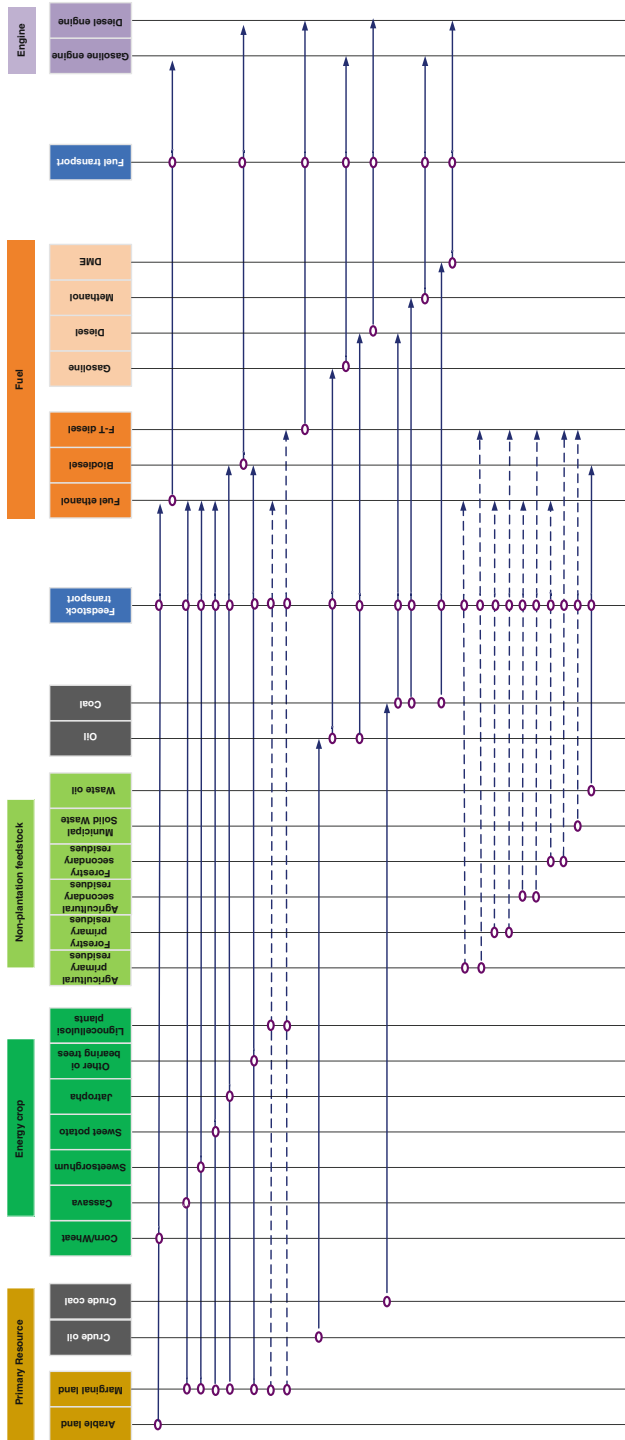 Engine
Diesel engine
Gasoline engine
Fuel transport
Fuel
DME
Methanol
Diesel
Gasoline
F-T diesel
Biodiesel
Fuel ethanol
Feedstock
transport
Coal
Oil
Non-plantation feedstock
Waste oil
Municipal
Solid Waste
Forestry
secondary
residues
Agricultural
secondary
residues
Forestry
primary
residues
Agricultural
primary
residues
Energy crop
Lignocellulosi
plants
Other oi
bearing trees
Jatropha
Sweet potato
Sweetsorghum
Cassava
Corn/Wheat
Primary Resource
Crude coal
Crude oil
Marginal land
Arable land